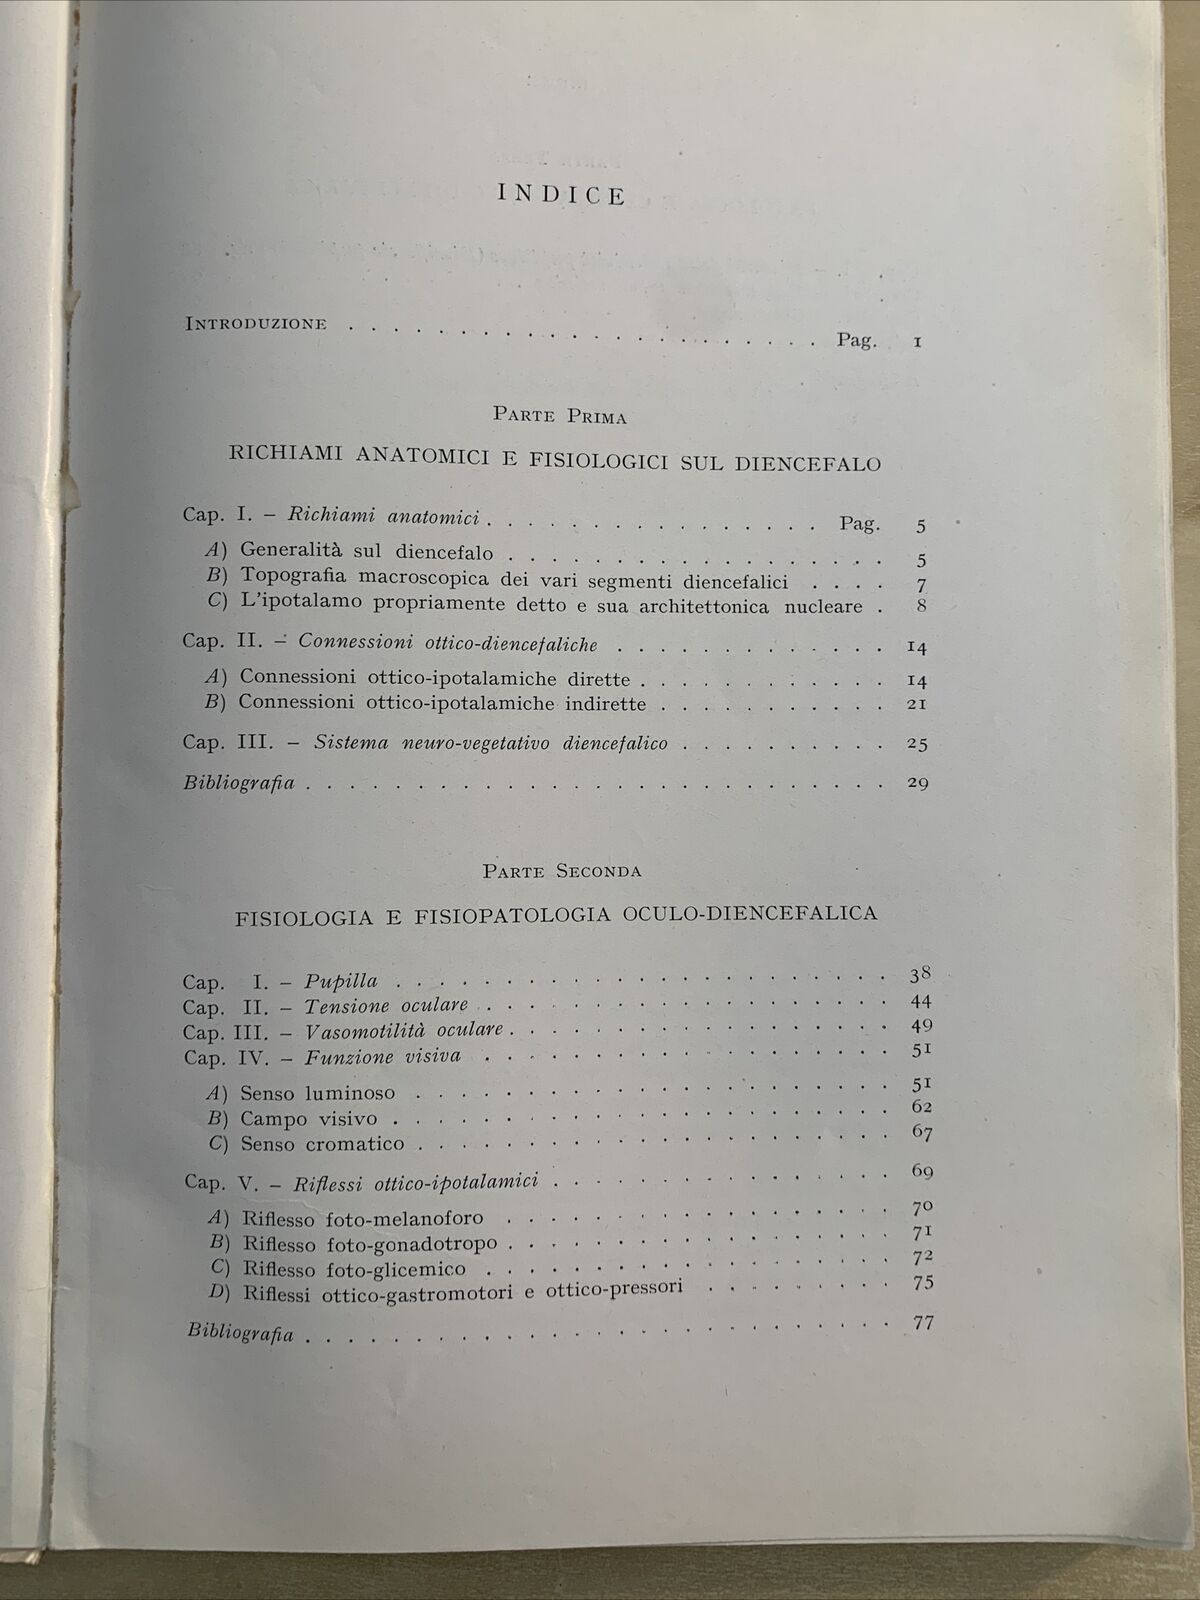 INDICE
INTRODUZIONE . . . . . . . . . . . . . . . . . . . . Pag. 1
PARTE PRIMA
RICHIAMI ANATOMICI E FISIOLOGICI SUL DIENCEFALO
Cap. I. – Richiami anatomici . . . . . . . . . . . . . . . Pag. 5
A) Generalità sul diencefalo . . . . . . . . . . . . . . . 5
B) Topografia macroscopica dei vari segmenti diencefalici . . . . 7
C) L'ipotalamo propriamente detto e sua architettonica nucleare . 8
Cap. II. – Connessioni ottico-diencefaliche . . . . . . . . . . . 14
A) Connessioni ottico-ipotalamiche dirette . . . . . . . . . . . 14
B) Connessioni ottico-ipotalamiche indirette . . . . . . . . . . 21
Cap. III. – Sistema neuro-vegetativo diencefalico . . . . . . . . . 25
Bibliografia . . . . . . . . . . . . . . . . . . . . . . 29
PARTE SECONDA
FISIOLOGIA E FISIOPATOLOGIA OCULO-DIENCEFALICA
Cap. I. – Pupilla . . . . . . . . . . . . . . . . . . . 38
Cap. II. – Tensione oculare . . . . . . . . . . . . . . . . 44
Cap. III. – Vasomotilità oculare . . . . . . . . . . . . . . . 49
Cap. IV. – Funzione visiva . . . . . . . . . . . . . . . . 51
A) Senso luminoso . . . . . . . . . . . . . . . . . . 51
B) Campo visivo . . . . . . . . . . . . . . . . . . . 62
C) Senso cromatico . . . . . . . . . . . . . . . . . . 67
Cap. V. – Riflessi ottico-ipotalamici . . . . . . . . . . . . . 69
A) Riflesso foto-melanoforo . . . . . . . . . . . . . . . 70
B) Riflesso foto-gonadotropo . . . . . . . . . . . . . . . 71
C) Riflesso foto-glicemico . . . . . . . . . . . . . . . . 72
D) Riflessi ottico-gastromotori e ottico-pressori . . . . . . . . 75
Bibliografia . . . . . . . . . . . . . . . . . . . . . . 77